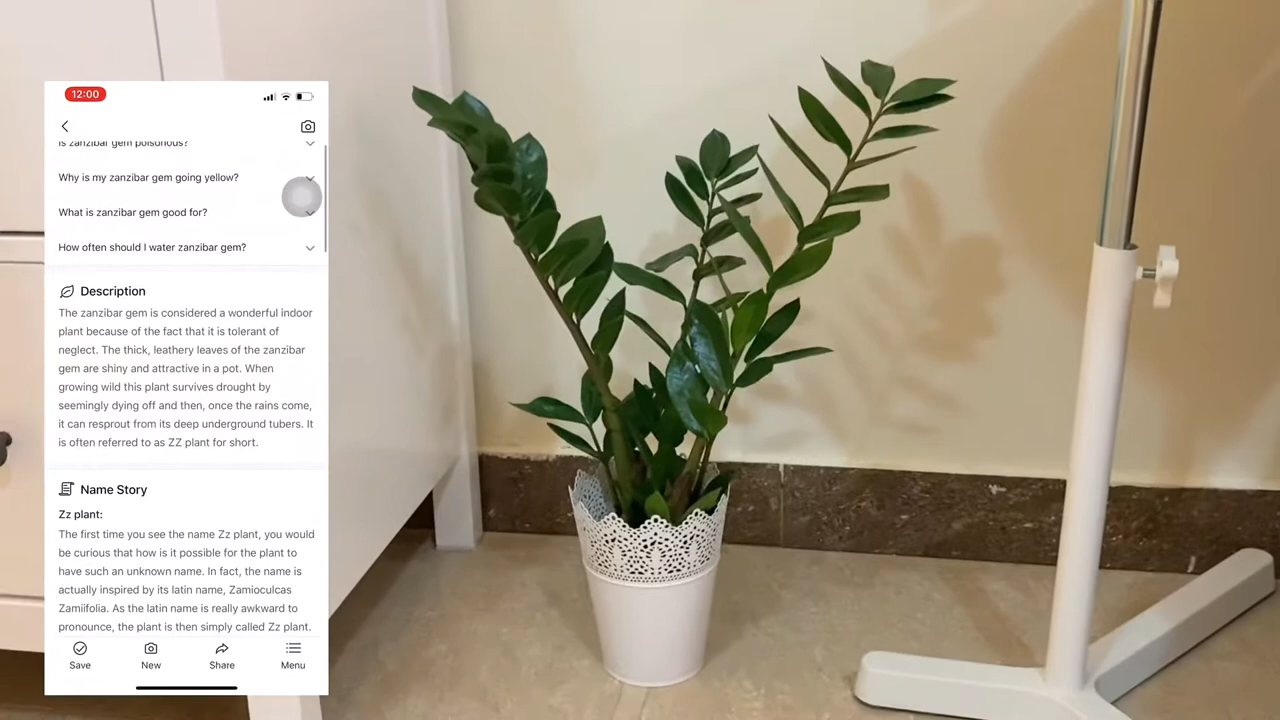 12:00
Is zanzibar gem poisonous?
Why is my zanzibar gem going yellow?
What is zanzibar gem good for?
How often should I water zanzibar gem?
Description
The zanzibar gem is considered a wonderful indoor
plant because of the fact that it is tolerant of
neglect. The thick, leathery leaves of the zanzibar
gem are shiny and attractive in a pot. When
growing wild this plant survives drought by
seemingly dying off and then, once the rains come,
it can resprout from its deep underground tubers. It
is often referred to as ZZ plant for short.
Name Story
Zz plant:
The first time you see the name Zz plant, you would
be curious that how is it possible for the plant to
have such an unknown name. In fact, the name is
actually inspired by its latin name, Zamioculcas
Zamiifolia. As the latin name is really awkward to
pronounce, the plant is then simply called Zz plant.
Save New Share Menu